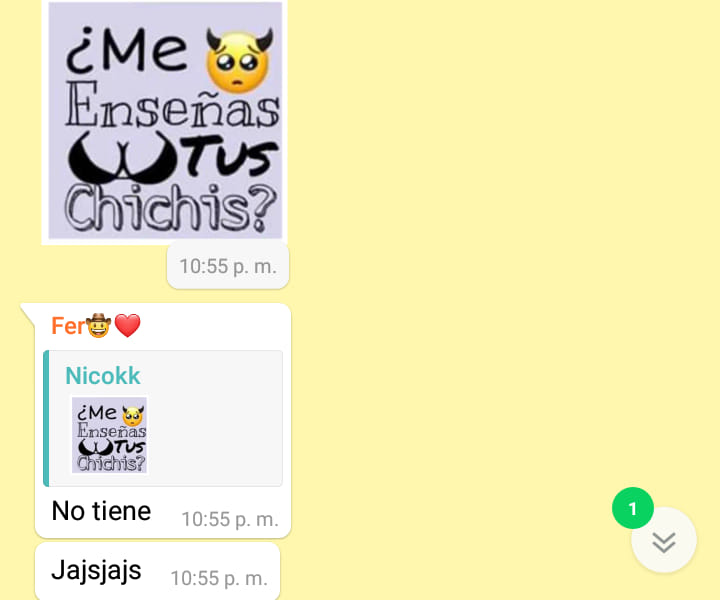 ¿Me
Enseñas
Tus
Chichis?
10:55 p. m.
Fer🤠❤️
Nicokk
¿Me
Enseñas
Tus
Chichis?
No tiene 10:55 p. m.
Jajsjajs 10:55 p. m.
1